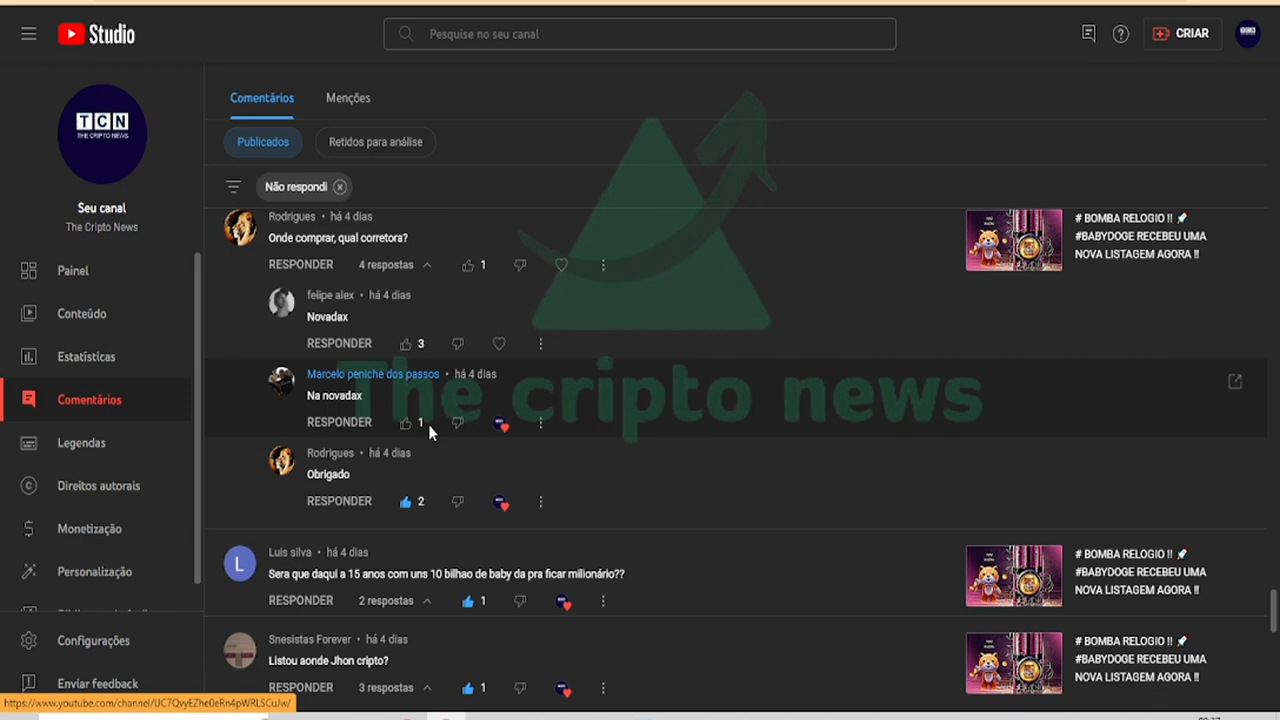 Studio
Pesquise no seu canal
CRIAR
TCN
THE CRIPTO NEWS
Seu canal
The Cripto News
Painel
Conteúdo
Estatísticas
Comentários
Legendas
Direitos autorais
Monetização
Personalização
Configurações
Enviar feedback
https://www.youtube.com/channel/UC7QvyEZhe0eRn4pWRLSCuJw/
Comentários
Menções
Publicados
Retidos para análise
Não respondi
Rodrigues • há 4 dias
Onde comprar, qual corretora?
RESPONDER 4 respostas 1
# BOMBA RELOGIO !! 🚀
#BABYDOGE RECEBEU UMA
NOVA LISTAGEM AGORA !!
felipe alex • há 4 dias
Novadax
RESPONDER 3
Marcelo peniche dos passos • há 4 dias
Na novadax
RESPONDER 1
Rodrigues • há 4 dias
Obrigado
RESPONDER 2
The cripto news
L
Luis silva • há 4 dias
Sera que daqui a 15 anos com uns 10 bilhao de baby da pra ficar milionário??
RESPONDER 2 respostas 1
# BOMBA RELOGIO !! 🚀
#BABYDOGE RECEBEU UMA
NOVA LISTAGEM AGORA !!
Snesistas Forever • há 4 dias
Listou aonde Jhon cripto?
RESPONDER 3 respostas 1
# BOMBA RELOGIO !! 🚀
#BABYDOGE RECEBEU UMA
NOVA LISTAGEM AGORA !!